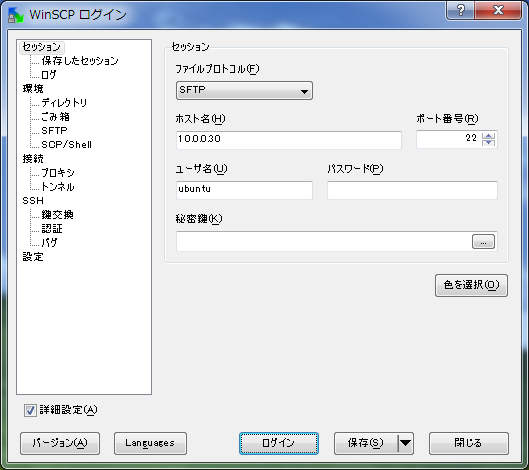 WinSCP ログイン
セッション
保存したセッション
ログ
環境
ディレクトリ
ごみ箱
SFTP
SCP/Shell
接続
プロキシ
トンネル
SSH
鍵交換
認証
バグ
設定
セッション
ファイルプロトコル(F)
SFTP
ホスト名(H)
ポート番号(R)
10.0.0.30
22
ユーザ名(U)
パスワード(P)
ubuntu
秘密鍵(K)
...
色を選択(O)
詳細設定(A)
バージョン(A)
Languages
ログイン
保存(S)
閉じる